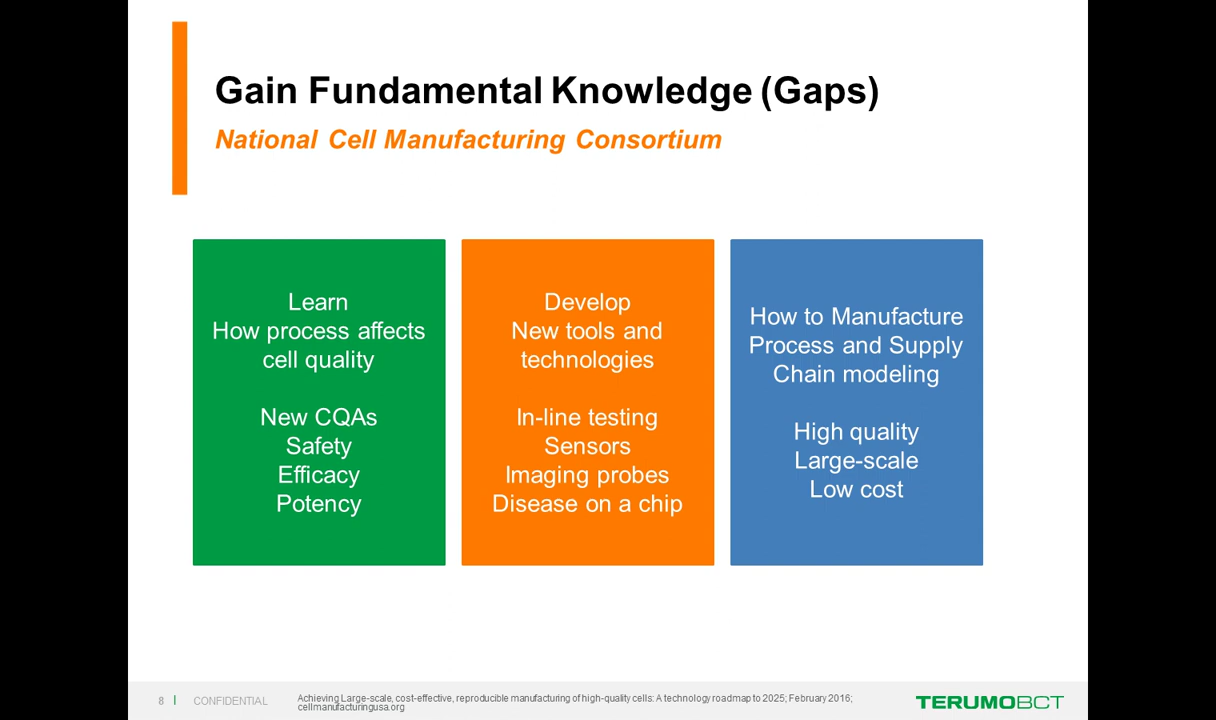 Gain Fundamental Knowledge (Gaps)
National Cell Manufacturing Consortium
Learn
How process affects
cell quality
New CQAs
Safety
Efficacy
Potency
Develop
New tools and
technologies
In-line testing
Sensors
Imaging probes
Disease on a chip
How to Manufacture
Process and Supply
Chain modeling
High quality
Large-scale
Low cost
8 | CONFIDENTIAL
Achieving Large-scale, cost-effective, reproducible manufacturing of high-quality cells: A technology roadmap to 2025; February 2016;
cellmanufacturingusa.org
TERUMOBCT